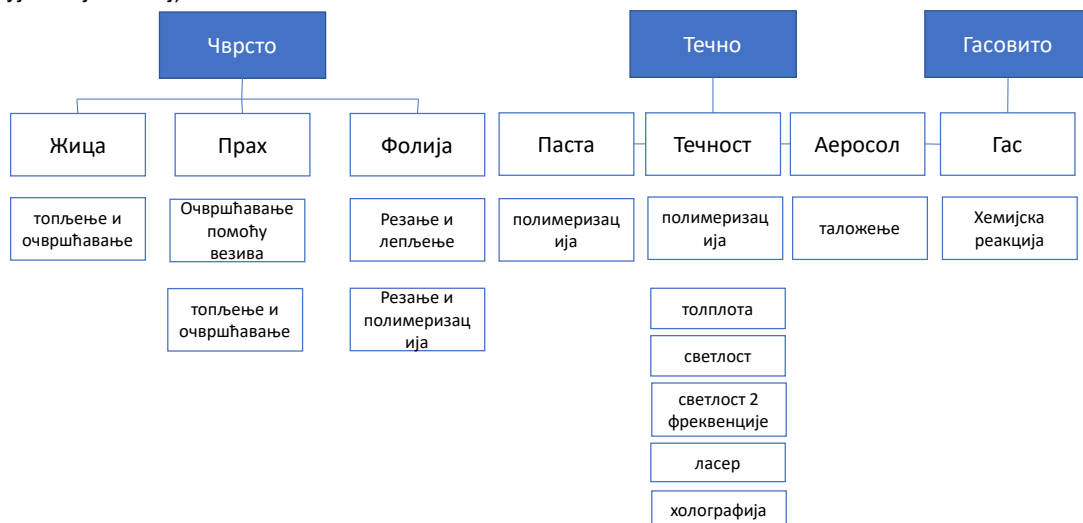 Чврсто
Течно
Гасовито
Жица
Прах
Фолија
Паста
Течност
Аеросол
Гас
топљење и
очвршћавање
Очвршћавање
помоћу
везива
Резање и
лепљење
полимеризац
ија
полимеризац
ија
таложење
Хемијска
реакција
топљење и
очвршћавање
Резање и
полимеризац
ија
толплота
светлост
светлост 2
фреквенције
ласер
холографија